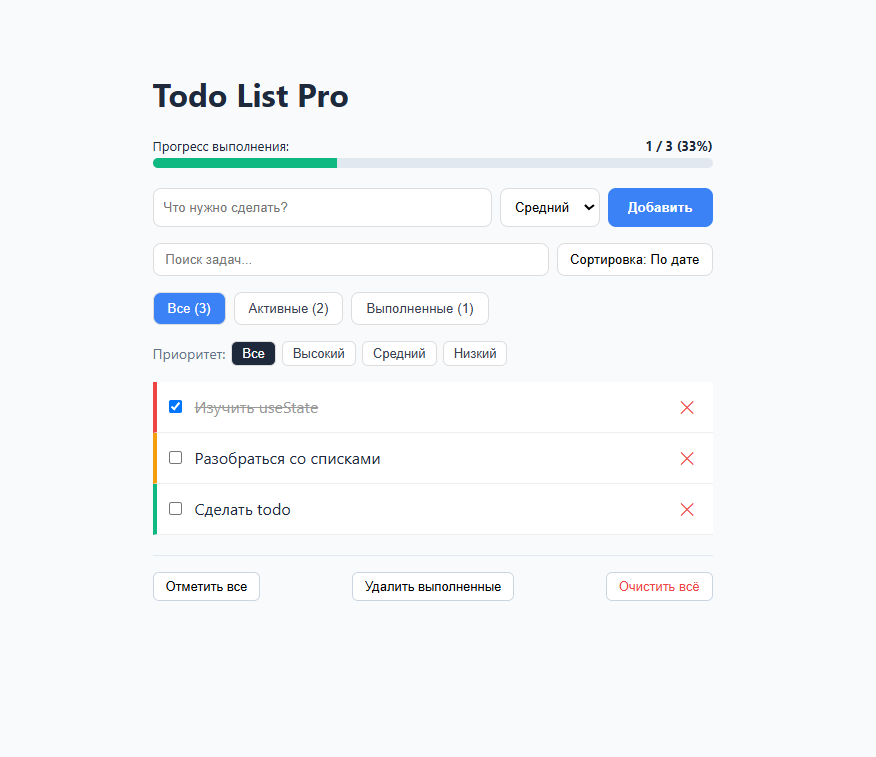 Todo List Pro
Прогресс выполнения: 1 / 3 (33%)
Что нужно сделать? Средний Добавить
Поиск задач... Сортировка: По дате
Все (3) Активные (2) Выполненные (1)
Приоритет: Все Высокий Средний Низкий
Изучить useState
Разобраться со списками
Сделать todo
Отметить все Удалить выполненные Очистить всё